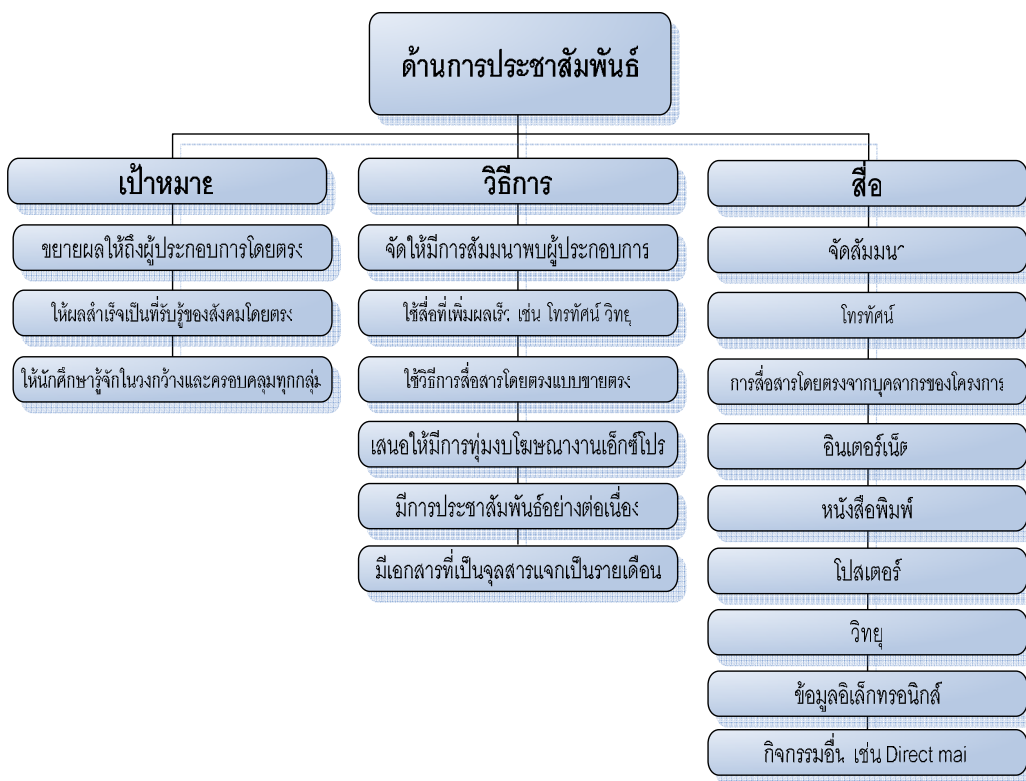 ด้านการประชาสัมพันธ์
เป้าหมาย
ขยายผลให้ถึงผู้ประกอบการโดยตรง
ให้ผลสำเร็จเป็นที่รับรู้ของสังคมโดยตรง
ให้นักศึกษารู้จักในวงกว้างและครอบคลุมทุกกลุ่ม
วิธีการ
จัดให้มีการสัมมนาพบผู้ประกอบการ
ใช้สื่อที่เพิ่มผลเร็ว เช่น โทรทัศน์ วิทยุ
ใช้วิธีการสื่อสารโดยตรงแบบขายตรง
เสนอให้มีการทุ่มงบโฆษณางานเอ็กซ์โปร
มีการประชาสัมพันธ์อย่างต่อเนื่อง
มีเอกสารที่เป็นจุลสารแจกเป็นรายเดือน
สื่อ
จัดสัมมนา
โทรทัศน์
การสื่อสารโดยตรงจากบุคลากรของโครงการ
อินเตอร์เน็ต
หนังสือพิมพ์
โปสเตอร์
วิทยุ
ข้อมูลอิเล็กทรอนิกส์
กิจกรรมอื่น เช่น Direct mai